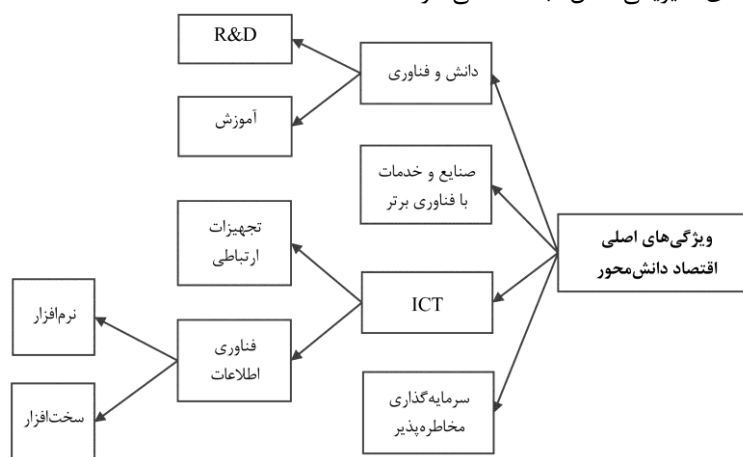 R&D
دانش و فناوری
آموزش
صنایع و خدمات
با فناوری برتر
تجهیزات
ارتباطی
ویژگی‌های اصلی
اقتصاد دانش‌محور
ICT
نرم‌افزار
فناوری
اطلاعات
سخت‌افزار
سرمایه‌گذاری
مخاطره‌پذیر